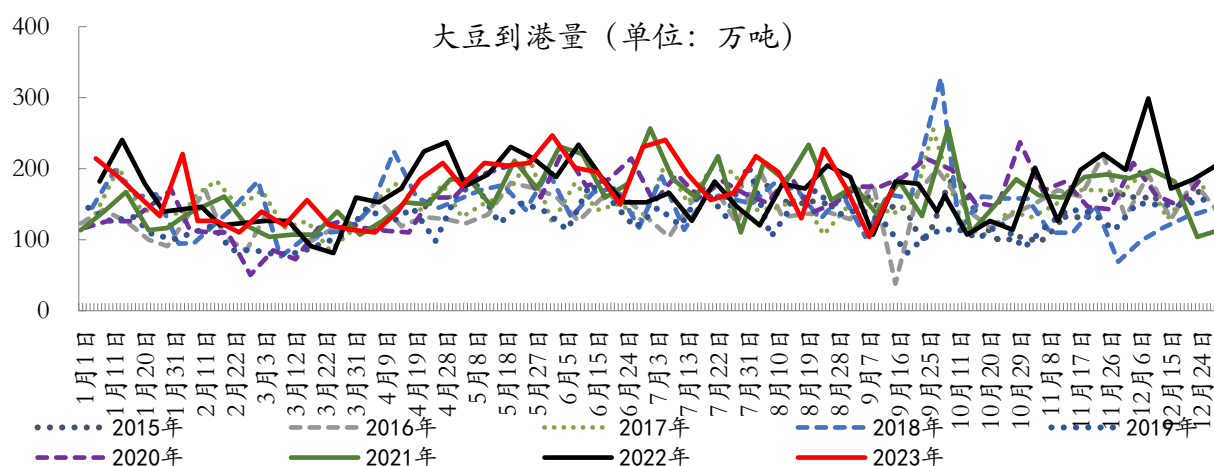 大豆到港量（单位：万吨）
400
300
200
100
0
1月1日
1月11日
1月20日
1月31日
2月11日
2月22日
3月3日
3月12日
3月22日
3月31日
4月9日
4月19日
4月28日
5月8日
5月18日
5月27日
6月5日
6月15日
6月24日
7月3日
7月13日
7月22日
7月31日
8月10日
8月19日
8月28日
9月7日
9月16日
9月25日
10月1日
10月11日
10月20日
10月29日
11月8日
11月17日
11月26日
12月6日
12月15日
12月24日
2015年 2016年 2017年 2018年 2019年
2020年 2021年 2022年 2023年